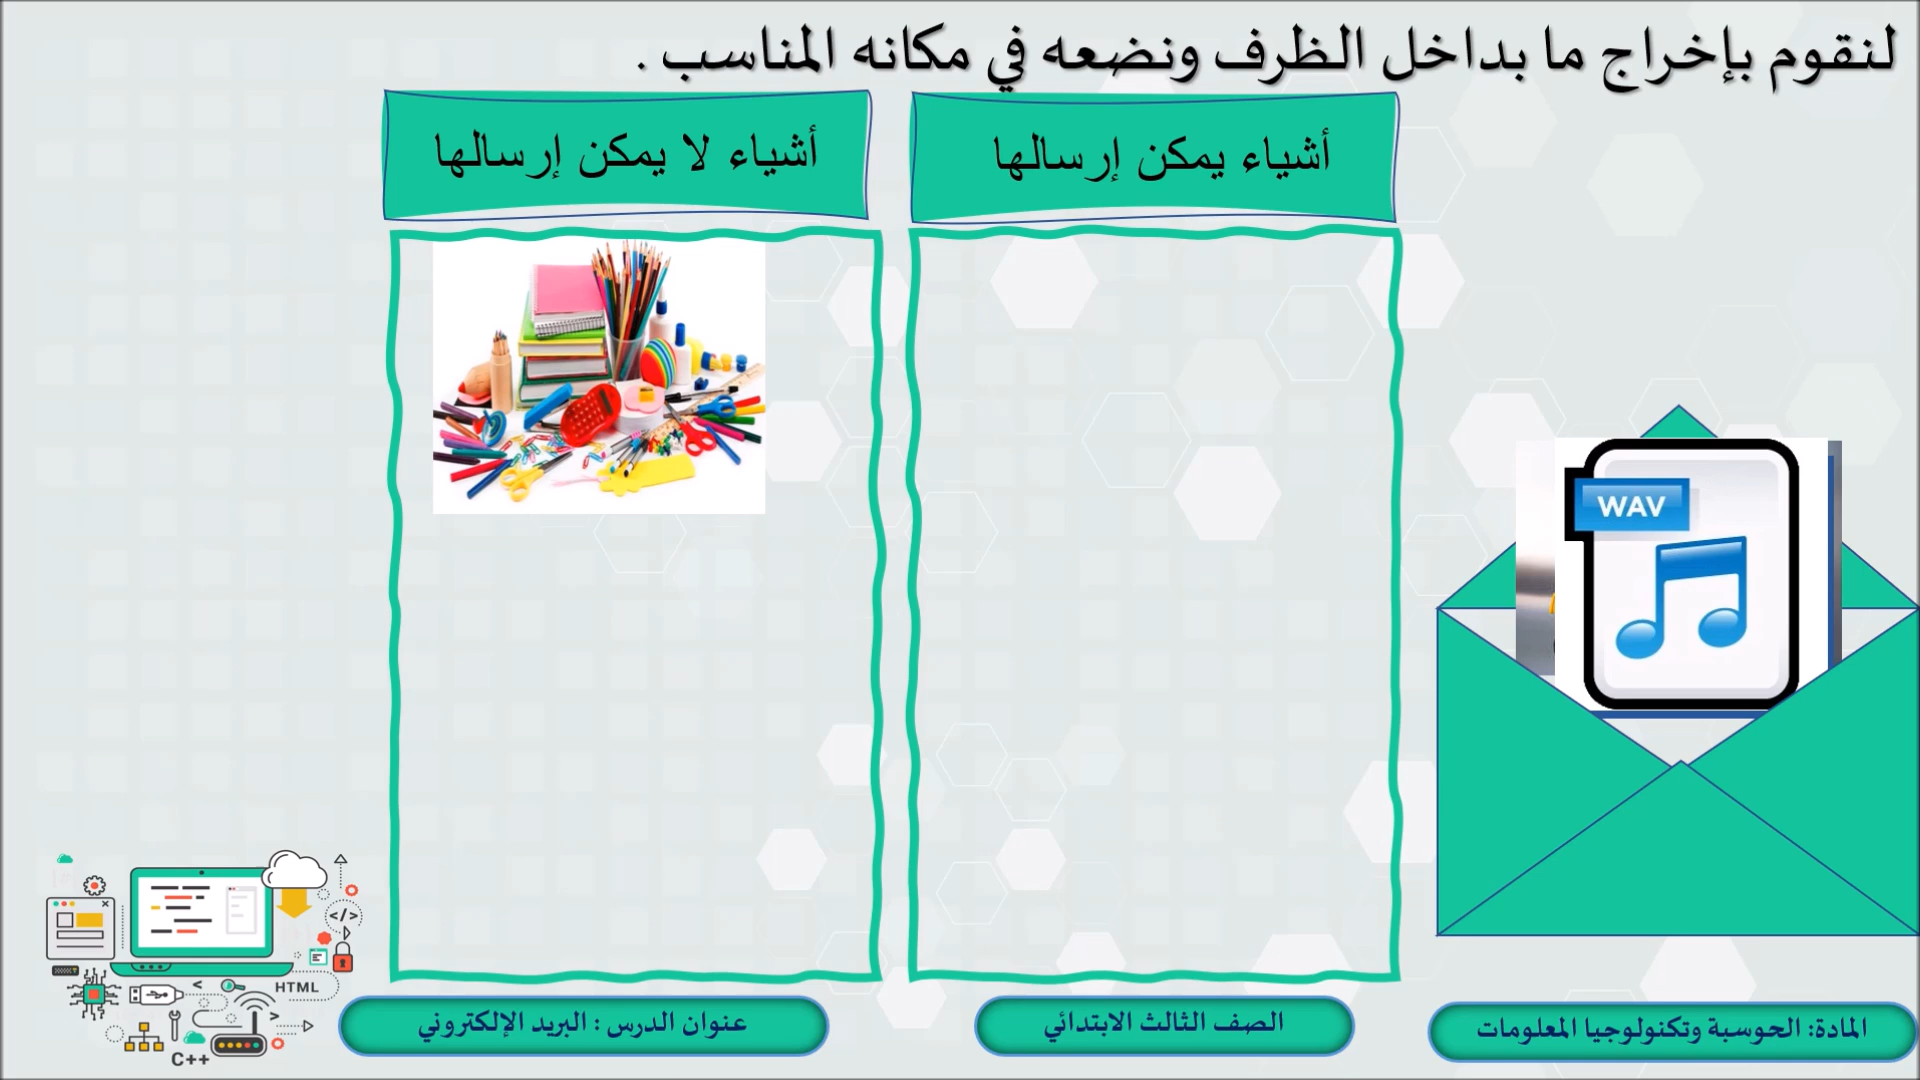 لنقوم بإخراج ما بداخل الظرف ونضعه في مكانه المناسب .
أشياء يمكن إرسالها
أشياء لا يمكن إرسالها
WAV
</>
HTML
C++
المادة: الحوسبة وتكنولوجيا المعلومات
الصف الثالث الابتدائي
عنوان الدرس : البريد الإلكتروني